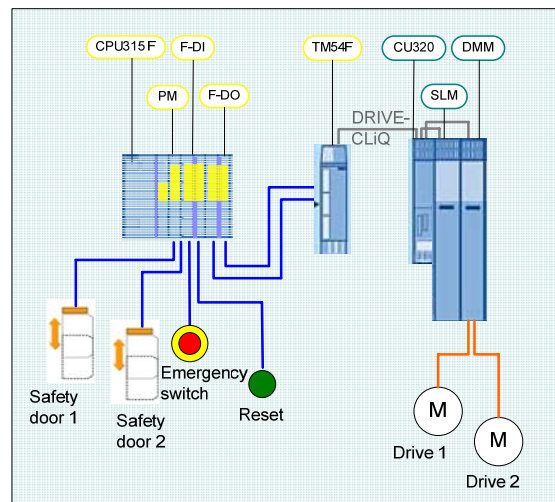 CPU315 F
F-DI
TM54F
CU320
DMM
PM
F-DO
SLM
DRIVE-
CLiQ
Safety
door 1
Safety
door 2
Emergency
switch
Reset
M
Drive 1
M
Drive 2